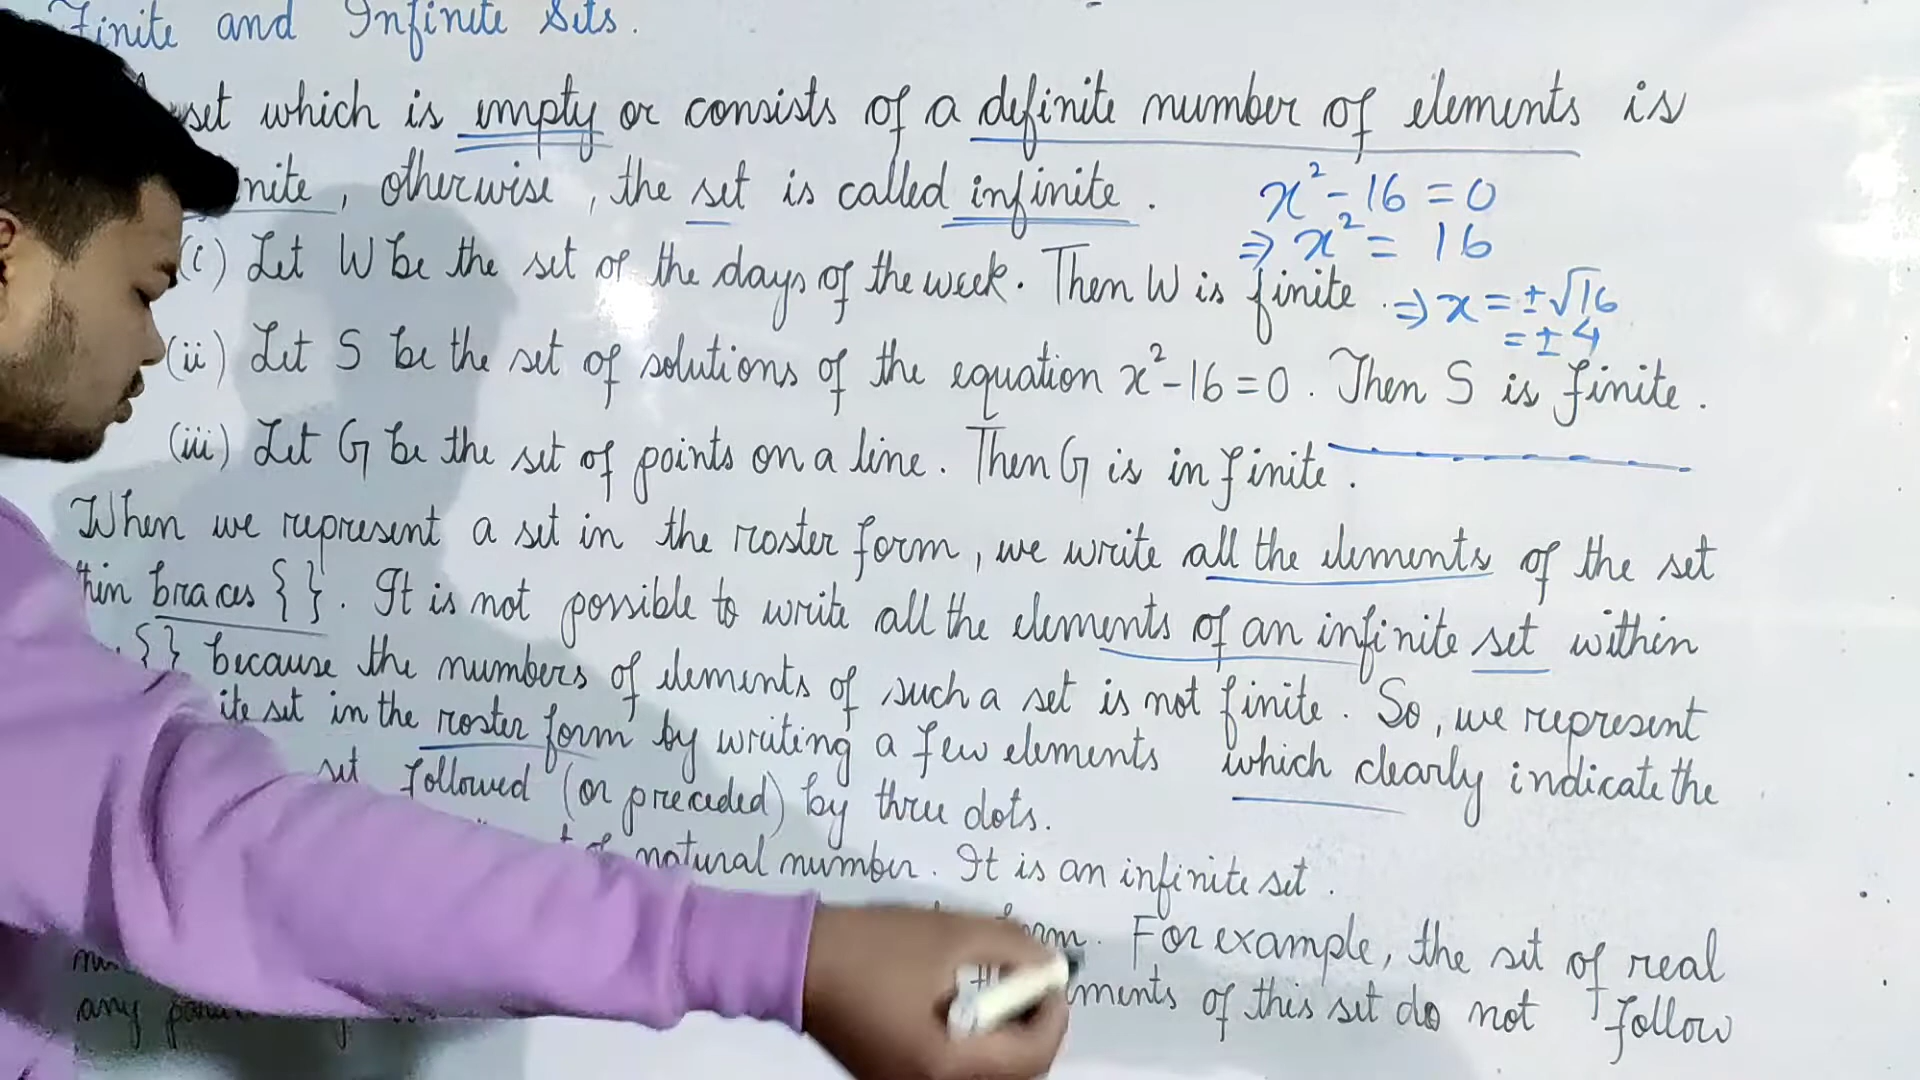 Finite and Infinite Sets.
set which is empty or consists of a definite number of elements is
nite, otherwise, the set is called infinite.
x² - 16 = 0
⇒ x² = 16
⇒ x = ±√16
= ± 4
(i) Let W be the set of the days of the week. Then W is finite.
(ii) Let S be the set of solutions of the equation x² - 16 = 0. Then S is finite.
(iii) Let G be the set of points on a line. Then G is infinite.
When we represent a set in the roster form, we write all the elements of the set
thin braces { }. It is not possible to write all the elements of an infinite set within
{ } because the numbers of elements of such a set is not finite. So, we represent
ite set in the roster form by writing a few elements which clearly indicate the
set followed (or preceded) by three dots.
of natural number. It is an infinite set.
form. For example, the set of real
ments of this set do not follow
any